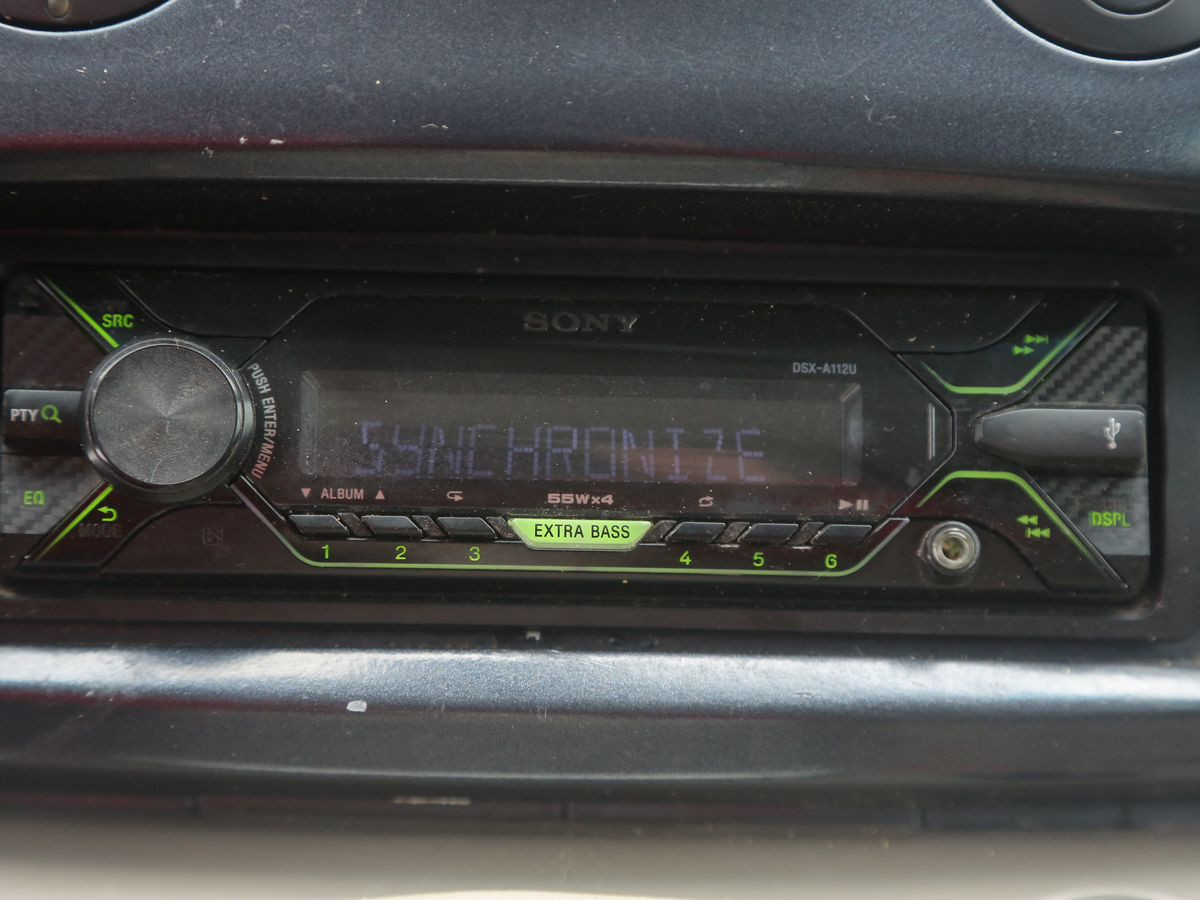 SONY
SRC
DSX-A112U
PUSH ENTER/MENU
PTY
SYNCHRONIZE
EQ
▼ ALBUM ▲
55W×4
MODE
EXTRA BASS
DSPL
1 2 3 4 5 6